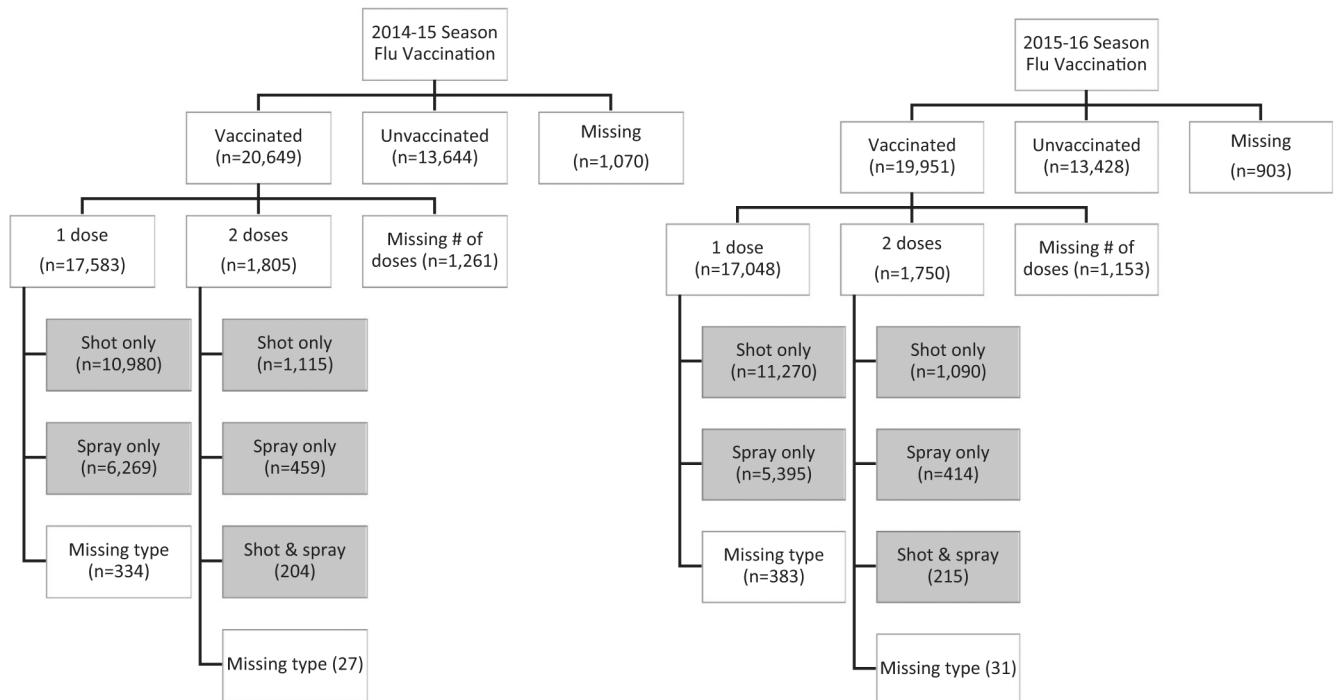 2014-15 Season
Flu Vaccination
Vaccinated
(n=20,649)
Unvaccinated
(n=13,644)
Missing
(n=1,070)
1 dose
(n=17,583)
2 doses
(n=1,805)
Missing # of
doses (n=1,261)
Shot only
(n=10,980)
Spray only
(n=6,269)
Missing type
(n=334)
Shot only
(n=1,115)
Spray only
(n=459)
Shot & spray
(204)
Missing type (27)
2015-16 Season
Flu Vaccination
Vaccinated
(n=19,951)
Unvaccinated
(n=13,428)
Missing
(n=903)
1 dose
(n=17,048)
2 doses
(n=1,750)
Missing # of
doses (n=1,153)
Shot only
(n=11,270)
Spray only
(n=5,395)
Missing type
(n=383)
Shot only
(n=1,090)
Spray only
(n=414)
Shot & spray
(215)
Missing type (31)